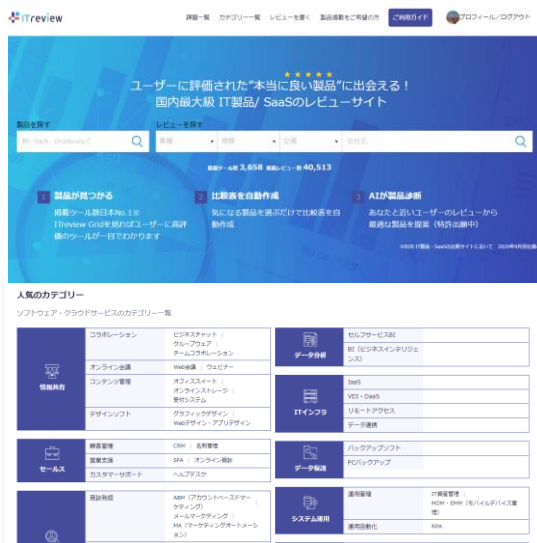 ITreview
課題一覧 カテゴリー一覧 レビューを書く 製品掲載をご希望の方 ご利用ガイド プロフィール/ログアウト
ユーザーに評価された"本当に良い製品"に出会える！
国内最大級 IT製品/ SaaSのレビューサイト
製品を探す レビューを探す
例) Slack、Dropboxなど 業種 規模 立場 会社名
掲載ツール数 3,658 掲載レビュー数 40,513
1 製品が見つかる
掲載ツール数日本No.1※
ITreview Gridを見ればユーザーに高評
価のツールが一目でわかります
2 比較表を自動作成
気になる製品を選ぶだけで比較表を自
動作成
3 AIが製品診断
あなたと近いユーザーのレビューから
最適な製品を提案（特許出願中）
人気のカテゴリー
ソフトウェア・クラウドサービスのカテゴリー一覧
情報共有
コラボレーション
ビジネスチャット |
グループウェア |
チームコラボレーション
オンライン会議
Web会議 | ウェビナー
コンテンツ管理
オフィススイート |
オンラインストレージ |
受付システム
デザインソフト
グラフィックデザイン |
Webデザイン・アプリデザイン
セールス
顧客管理
CRM | 名刺管理
営業支援
SFA | オンライン商談
カスタマーサポート
ヘルプデスク
商談発掘
ABM（アカウントベースドマー
ケティング） |
メールマーケティング |
MA（マーケティングオートメーシ
ョン）
データ分析
セルフサービスBI
BI（ビジネスインテリジェ
ンス）
ITインフラ
IaaS
VDI・DaaS
リモートアクセス
データ連携
データ保護
バックアップソフト
PCバックアップ
システム運用
運用管理
IT資産管理 |
MDM・EMM（モバイルデバイス管
理）
運用自動化
RPA